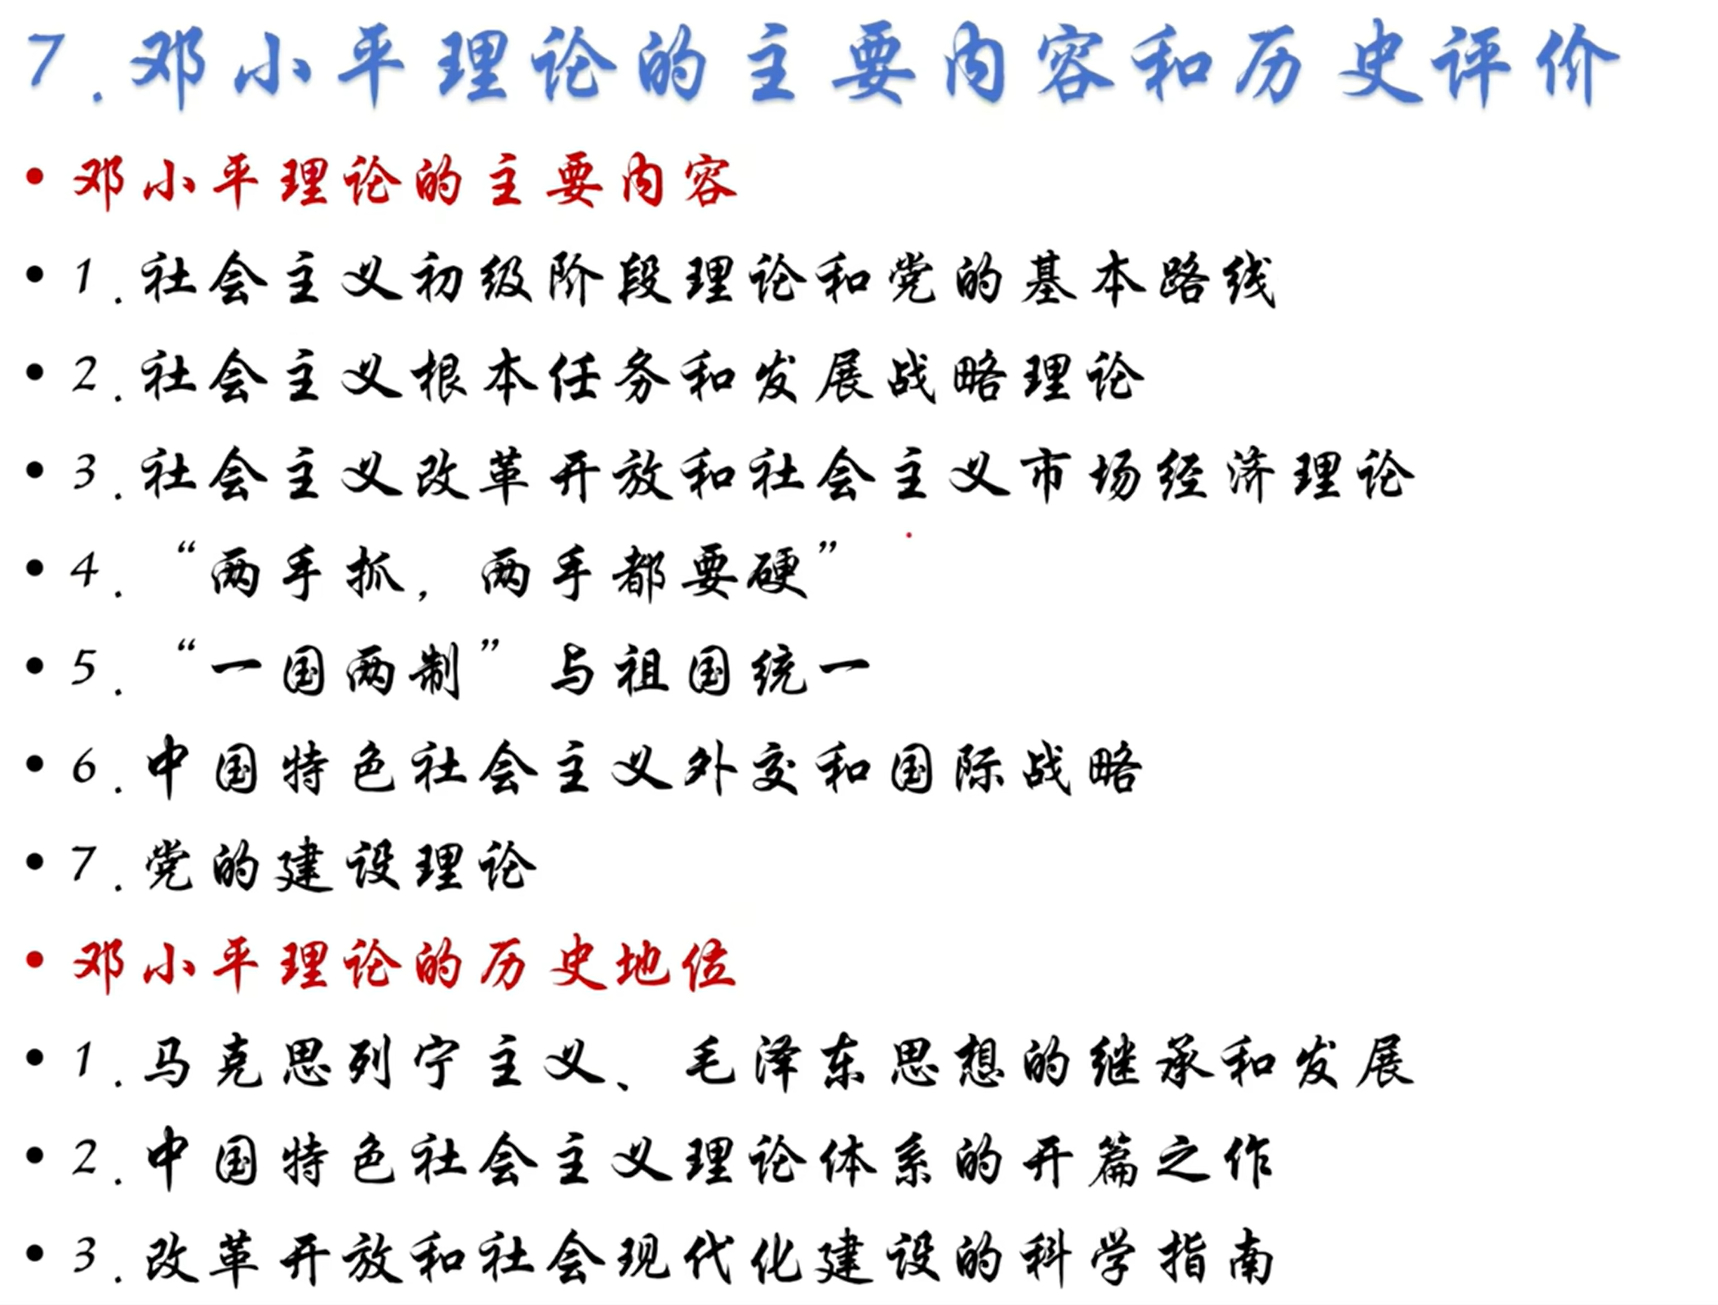 7.邓小平理论的主要内容和历史评价
• 邓小平理论的主要内容
• 1.社会主义初级阶段理论和党的基本路线
• 2.社会主义根本任务和发展战略理论
• 3.社会主义改革开放和社会主义市场经济理论
• 4.“两手抓，两手都要硬”
• 5.“一国两制”与祖国统一
• 6.中国特色社会主义外交和国际战略
• 7.党的建设理论
• 邓小平理论的历史地位
• 1.马克思列宁主义、毛泽东思想的继承和发展
• 2.中国特色社会主义理论体系的开篇之作
• 3.改革开放和社会现代化建设的科学指南